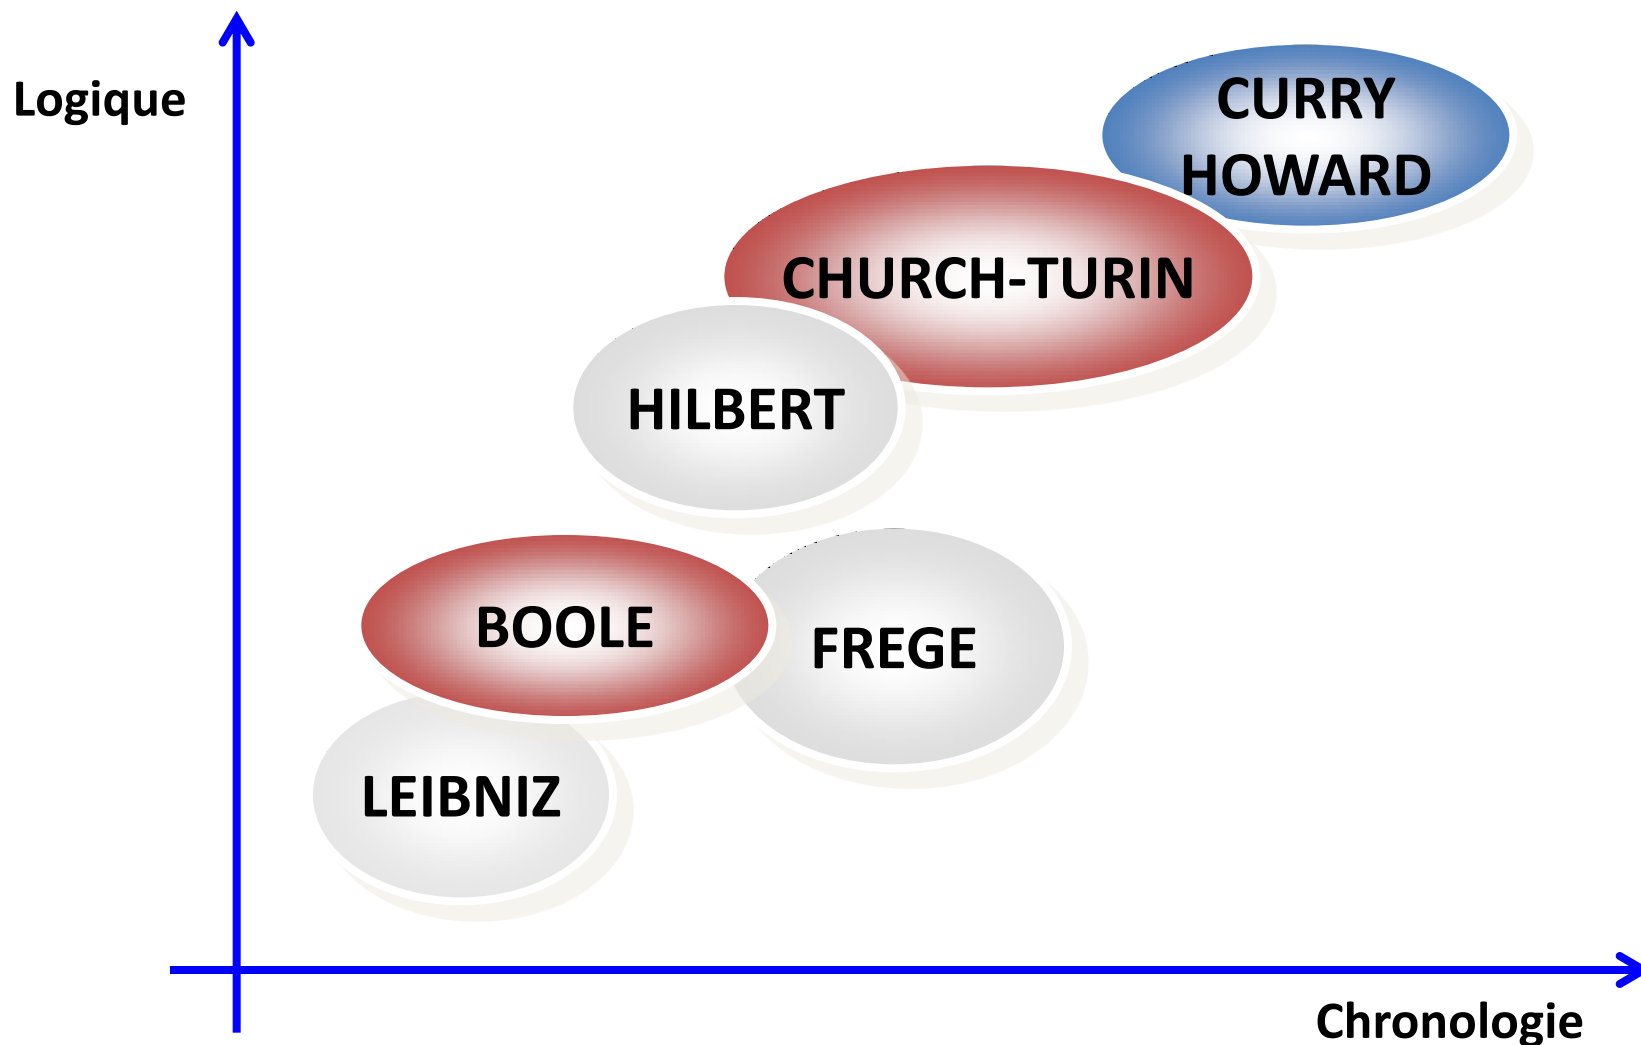 Logique
CURRY
HOWARD
CHURCH-TURIN
HILBERT
BOOLE
FREGE
LEIBNIZ
Chronologie